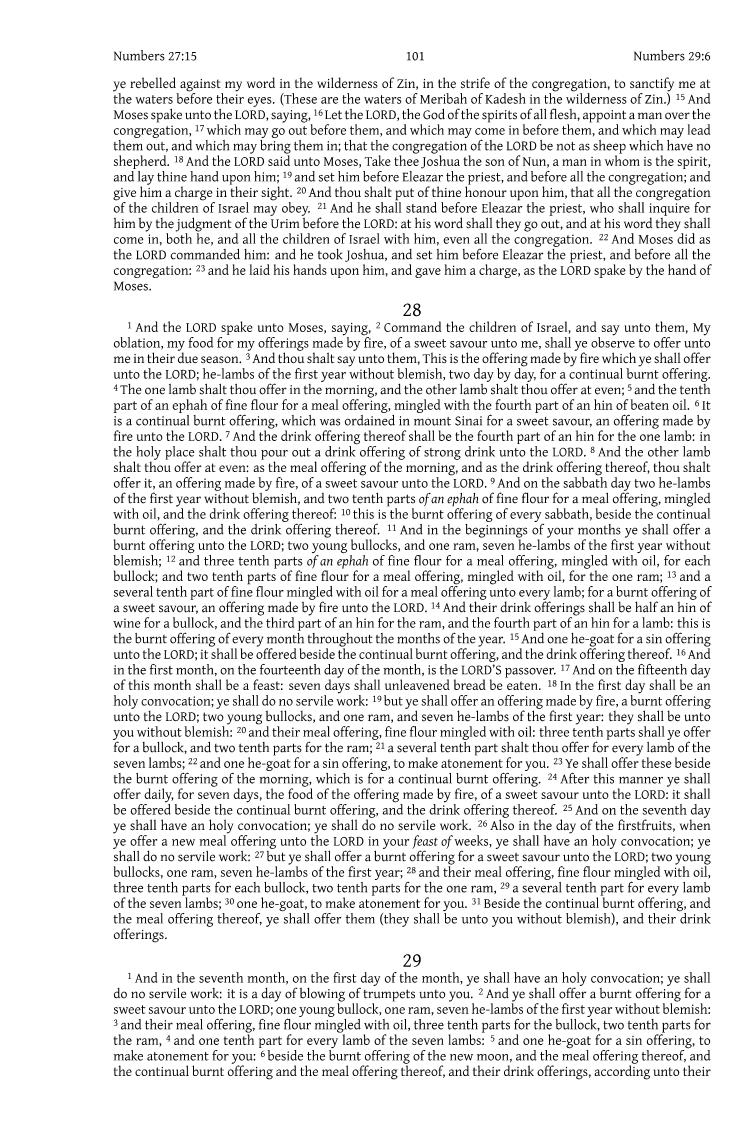 Numbers 27:15 101 Numbers 29:6
ye rebelled against my word in the wilderness of Zin, in the strife of the congregation, to sanctify me at
the waters before their eyes. (These are the waters of Meribah of Kadesh in the wilderness of Zin.) 15 And
Moses spake unto the LORD, saying, 16 Let the LORD, the God of the spirits of all flesh, appoint a man over the
congregation, 17 which may go out before them, and which may come in before them, and which may lead
them out, and which may bring them in; that the congregation of the LORD be not as sheep which have no
shepherd. 18 And the LORD said unto Moses, Take thee Joshua the son of Nun, a man in whom is the spirit,
and lay thine hand upon him; 19 and set him before Eleazar the priest, and before all the congregation; and
give him a charge in their sight. 20 And thou shalt put of thine honour upon him, that all the congregation
of the children of Israel may obey. 21 And he shall stand before Eleazar the priest, who shall inquire for
him by the judgment of the Urim before the LORD: at his word shall they go out, and at his word they shall
come in, both he, and all the children of Israel with him, even all the congregation. 22 And Moses did as
the LORD commanded him: and he took Joshua, and set him before Eleazar the priest, and before all the
congregation: 23 and he laid his hands upon him, and gave him a charge, as the LORD spake by the hand of
Moses.
28
1 And the LORD spake unto Moses, saying, 2 Command the children of Israel, and say unto them, My
oblation, my food for my offerings made by fire, of a sweet savour unto me, shall ye observe to offer unto
me in their due season. 3 And thou shalt say unto them, This is the offering made by fire which ye shall offer
unto the LORD; he-lambs of the first year without blemish, two day by day, for a continual burnt offering.
4 The one lamb shalt thou offer in the morning, and the other lamb shalt thou offer at even; 5 and the tenth
part of an ephah of fine flour for a meal offering, mingled with the fourth part of an hin of beaten oil. 6 It
is a continual burnt offering, which was ordained in mount Sinai for a sweet savour, an offering made by
fire unto the LORD. 7 And the drink offering thereof shall be the fourth part of an hin for the one lamb: in
the holy place shalt thou pour out a drink offering of strong drink unto the LORD. 8 And the other lamb
shalt thou offer at even: as the meal offering of the morning, and as the drink offering thereof, thou shalt
offer it, an offering made by fire, of a sweet savour unto the LORD. 9 And on the sabbath day two he-lambs
of the first year without blemish, and two tenth parts of an ephah of fine flour for a meal offering, mingled
with oil, and the drink offering thereof: 10 this is the burnt offering of every sabbath, beside the continual
burnt offering, and the drink offering thereof. 11 And in the beginnings of your months ye shall offer a
burnt offering unto the LORD; two young bullocks, and one ram, seven he-lambs of the first year without
blemish; 12 and three tenth parts of an ephah of fine flour for a meal offering, mingled with oil, for each
bullock; and two tenth parts of fine flour for a meal offering, mingled with oil, for the one ram; 13 and a
several tenth part of fine flour mingled with oil for a meal offering unto every lamb; for a burnt offering of
a sweet savour, an offering made by fire unto the LORD. 14 And their drink offerings shall be half an hin of
wine for a bullock, and the third part of an hin for the ram, and the fourth part of an hin for a lamb: this is
the burnt offering of every month throughout the months of the year. 15 And one he-goat for a sin offering
unto the LORD; it shall be offered beside the continual burnt offering, and the drink offering thereof. 16 And
in the first month, on the fourteenth day of the month, is the LORD'S passover. 17 And on the fifteenth day
of this month shall be a feast: seven days shall unleavened bread be eaten. 18 In the first day shall be an
holy convocation; ye shall do no servile work: 19 but ye shall offer an offering made by fire, a burnt offering
unto the LORD; two young bullocks, and one ram, and seven he-lambs of the first year: they shall be unto
you without blemish: 20 and their meal offering, fine flour mingled with oil: three tenth parts shall ye offer
for a bullock, and two tenth parts for the ram; 21 a several tenth part shalt thou offer for every lamb of the
seven lambs; 22 and one he-goat for a sin offering, to make atonement for you. 23 Ye shall offer these beside
the burnt offering of the morning, which is for a continual burnt offering. 24 After this manner ye shall
offer daily, for seven days, the food of the offering made by fire, of a sweet savour unto the LORD: it shall
be offered beside the continual burnt offering, and the drink offering thereof. 25 And on the seventh day
ye shall have an holy convocation; ye shall do no servile work. 26 Also in the day of the firstfruits, when
ye offer a new meal offering unto the LORD in your feast of weeks, ye shall have an holy convocation; ye
shall do no servile work: 27 but ye shall offer a burnt offering for a sweet savour unto the LORD; two young
bullocks, one ram, seven he-lambs of the first year; 28 and their meal offering, fine flour mingled with oil,
three tenth parts for each bullock, two tenth parts for the one ram, 29 a several tenth part for every lamb
of the seven lambs; 30 one he-goat, to make atonement for you. 31 Beside the continual burnt offering, and
the meal offering thereof, ye shall offer them (they shall be unto you without blemish), and their drink
offerings.
29
1 And in the seventh month, on the first day of the month, ye shall have an holy convocation; ye shall
do no servile work: it is a day of blowing of trumpets unto you. 2 And ye shall offer a burnt offering for a
sweet savour unto the LORD; one young bullock, one ram, seven he-lambs of the first year without blemish:
3 and their meal offering, fine flour mingled with oil, three tenth parts for the bullock, two tenth parts for
the ram, 4 and one tenth part for every lamb of the seven lambs: 5 and one he-goat for a sin offering, to
make atonement for you: 6 beside the burnt offering of the new moon, and the meal offering thereof, and
the continual burnt offering and the meal offering thereof, and their drink offerings, according unto their